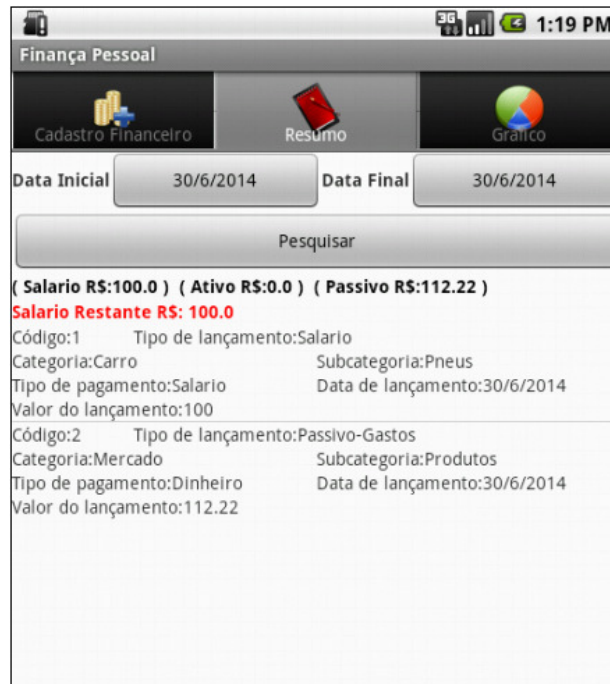 3G 1:19 PM
Finança Pessoal
Cadastro Financeiro Resumo Gráfico
Data Inicial 30/6/2014 Data Final 30/6/2014
Pesquisar
( Salario R$:100.0 ) ( Ativo R$:0.0 ) ( Passivo R$:112.22 )
Salario Restante R$: 100.0
Código:1 Tipo de lançamento:Salario
Categoria:Carro Subcategoria:Pneus
Tipo de pagamento:Salario Data de lançamento:30/6/2014
Valor do lançamento:100
Código:2 Tipo de lançamento:Passivo-Gastos
Categoria:Mercado Subcategoria:Produtos
Tipo de pagamento:Dinheiro Data de lançamento:30/6/2014
Valor do lançamento:112.22